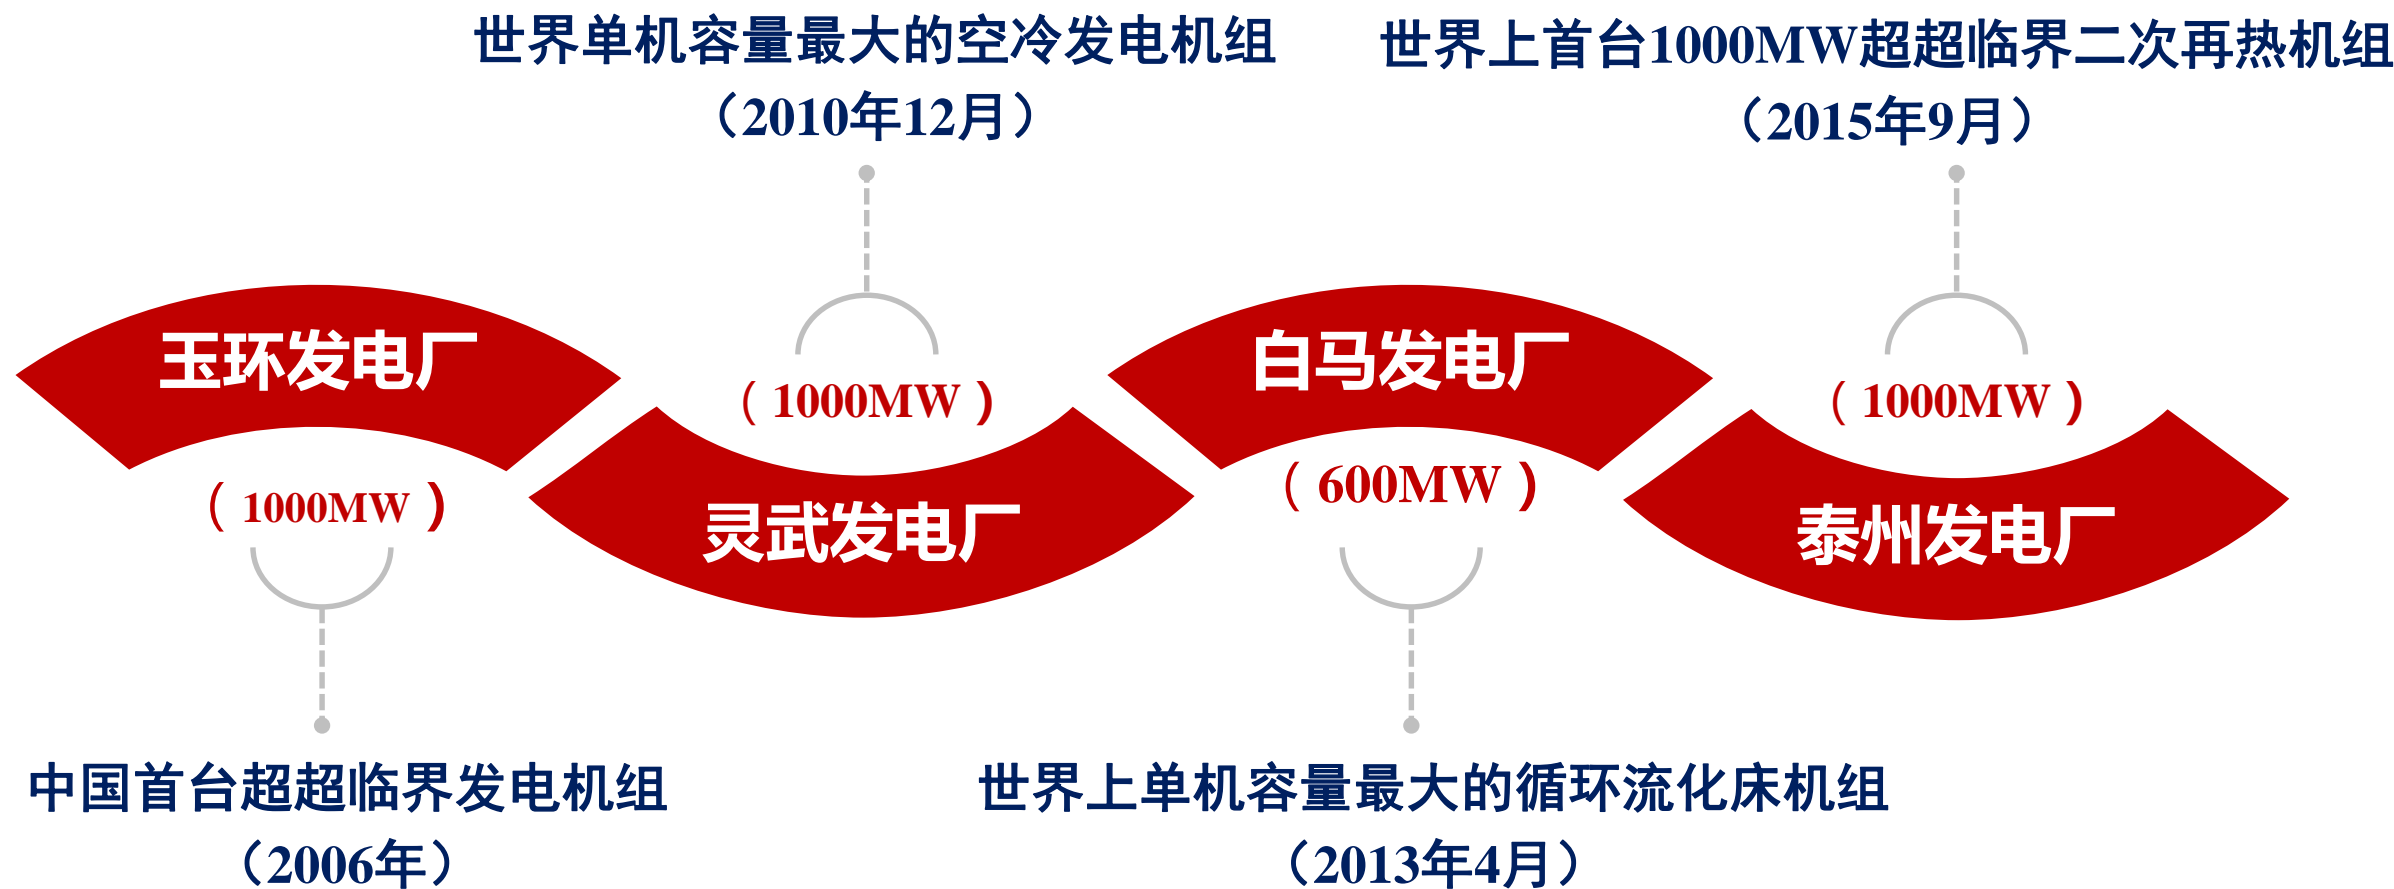 世界单机容量最大的空冷发电机组
（2010年12月）
世界上首台1000MW超超临界二次再热机组
（2015年9月）
玉环发电厂
（1000MW）
（1000MW）
灵武发电厂
白马发电厂
（600MW）
（1000MW）
泰州发电厂
中国首台超超临界发电机组
（2006年）
世界上单机容量最大的循环流化床机组
（2013年4月）